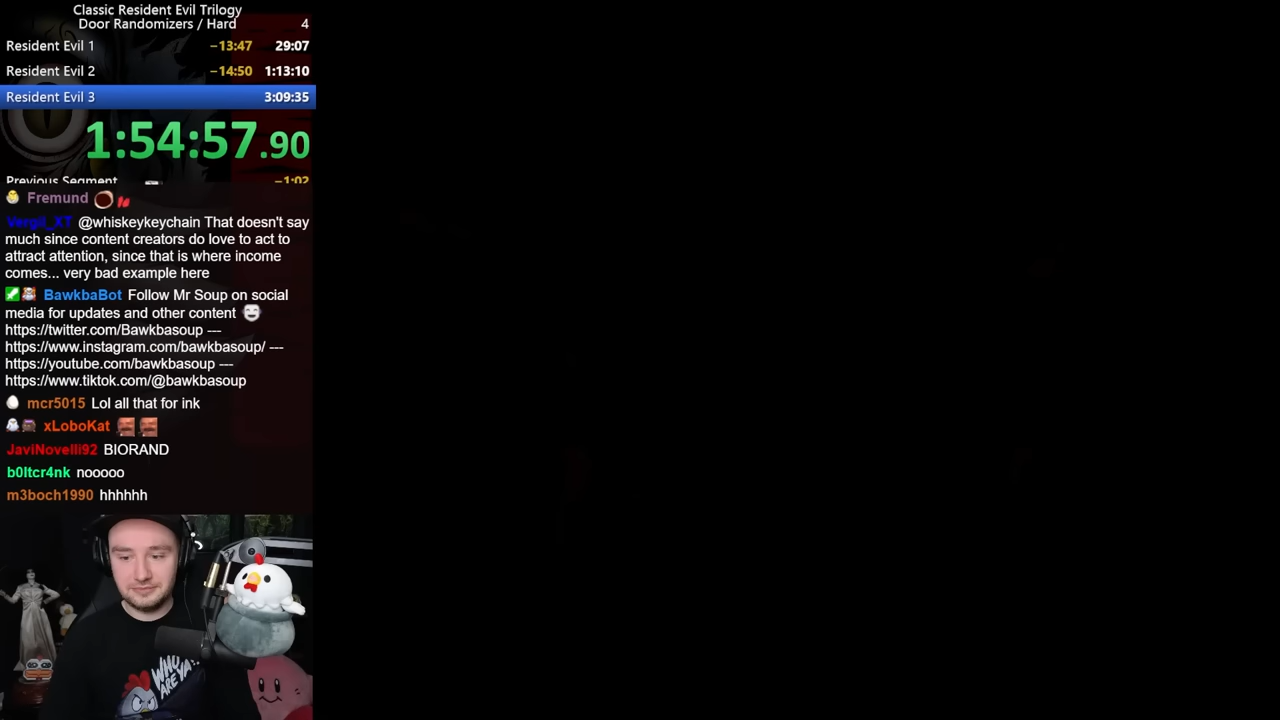 Classic Resident Evil Trilogy
Door Randomizers / Hard 4
Resident Evil 1 −13:47 29:07
Resident Evil 2 −14:50 1:13:10
Resident Evil 3 3:09:35
1:54:57.90
Previous Segment −1:02
Fremund
Vergil_XT @whiskeykeychain That doesn't say
much since content creators do love to act to
attract attention, since that is where income
comes... very bad example here
BawkbaBot Follow Mr Soup on social
media for updates and other content
https://twitter.com/Bawkbasoup ---
https://www.instagram.com/bawkbasoup/ ---
https://youtube.com/bawkbasoup ---
https://www.tiktok.com/@bawkbasoup
mcr5015 Lol all that for ink
xLoboKat
JaviNovelli92 BIORAND
b0ltcr4nk nooooo
m3boch1990 hhhhhh
WHO
ARE YA?